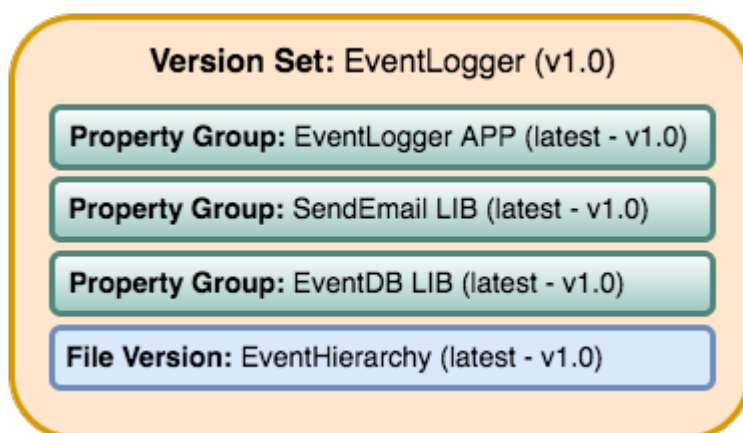 Version Set: EventLogger (v1.0)
Property Group: EventLogger APP (latest - v1.0)
Property Group: SendEmail LIB (latest - v1.0)
Property Group: EventDB LIB (latest - v1.0)
File Version: EventHierarchy (latest - v1.0)